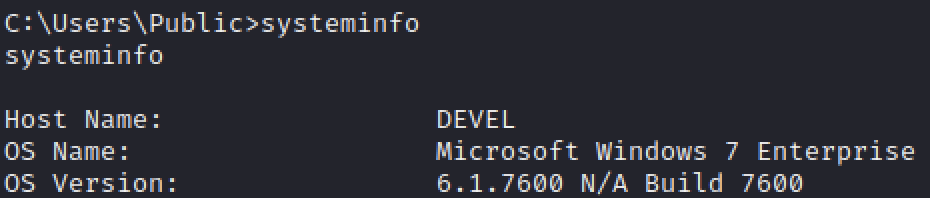 C:\Users\Public>systeminfo
systeminfo
Host Name: DEVEL
OS Name: Microsoft Windows 7 Enterprise
OS Version: 6.1.7600 N/A Build 7600